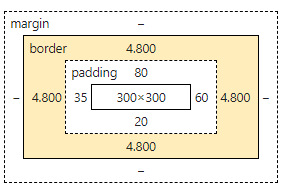 margin –
border 4.800
padding 80
– 4.800 35 300×300 60 4.800 –
20
4.800
–